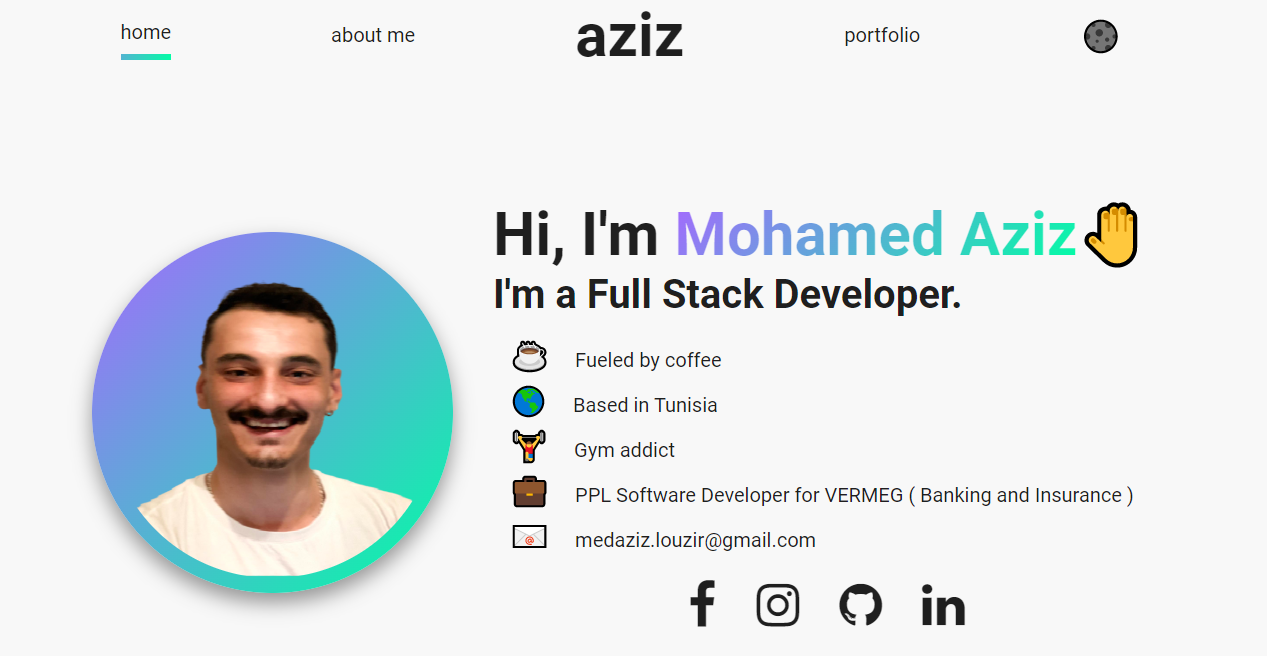 home
about me
aziz
portfolio
Hi, I'm Mohamed Aziz
I'm a Full Stack Developer.
Fueled by coffee
Based in Tunisia
Gym addict
PPL Software Developer for VERMEG ( Banking and Insurance )
medaziz.louzir@gmail.com